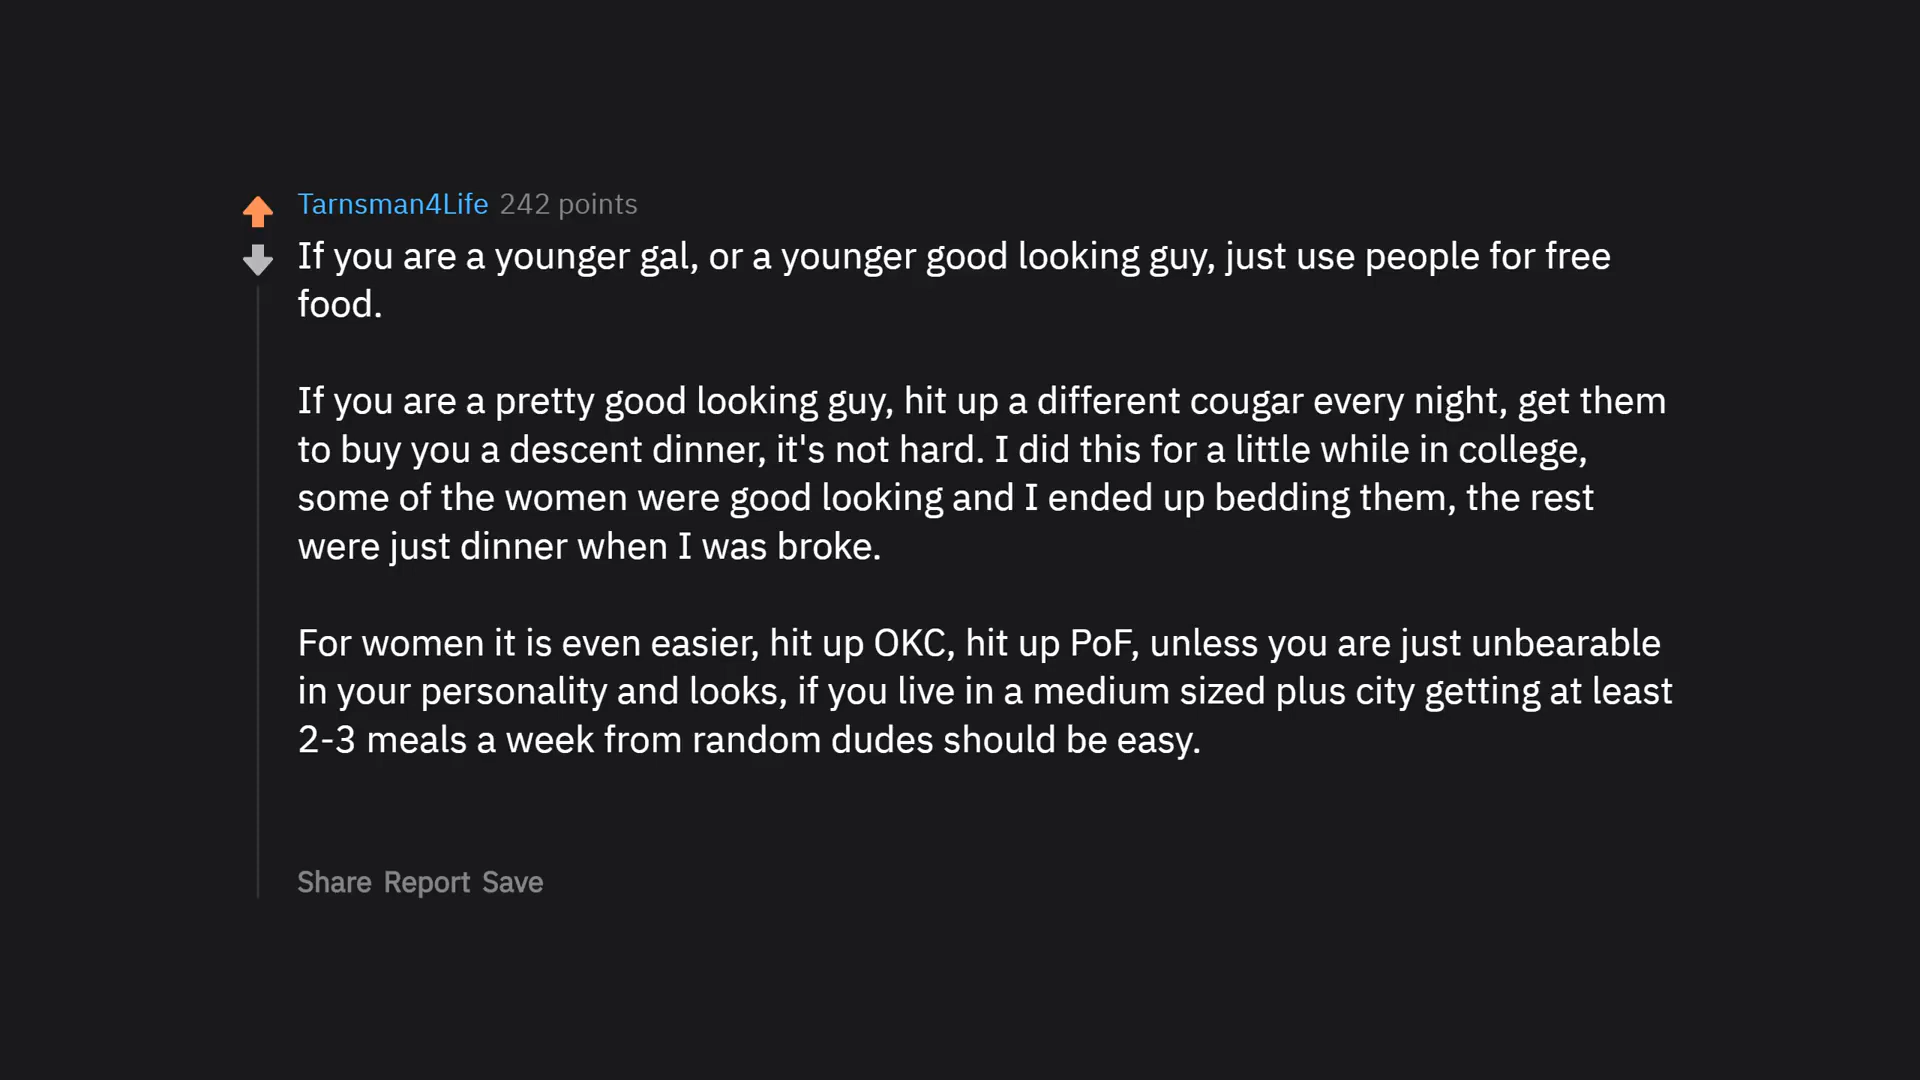 Tarnsman4Life 242 points
If you are a younger gal, or a younger good looking guy, just use people for free
food.
If you are a pretty good looking guy, hit up a different cougar every night, get them
to buy you a descent dinner, it's not hard. I did this for a little while in college,
some of the women were good looking and I ended up bedding them, the rest
were just dinner when I was broke.
For women it is even easier, hit up OKC, hit up PoF, unless you are just unbearable
in your personality and looks, if you live in a medium sized plus city getting at least
2-3 meals a week from random dudes should be easy.
Share Report Save